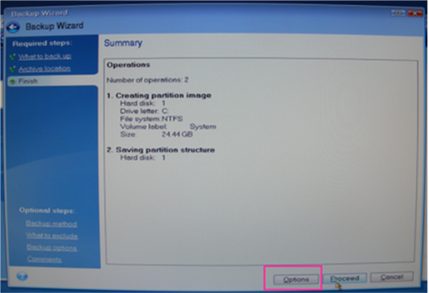 Backup Wizard
Backup Wizard
Required steps:
What to back up
Archive location
Finish
Optional steps:
Backup method
What to exclude
Backup options
Comments
Summary
Operations
Number of operations: 2
1. Creating partition image
Hard disk: 1
Drive letter: C:
File system: NTFS
Volume label: System
Size: 24.44 GB
2. Saving partition structure
Hard disk: 1
Options
Proceed
Cancel